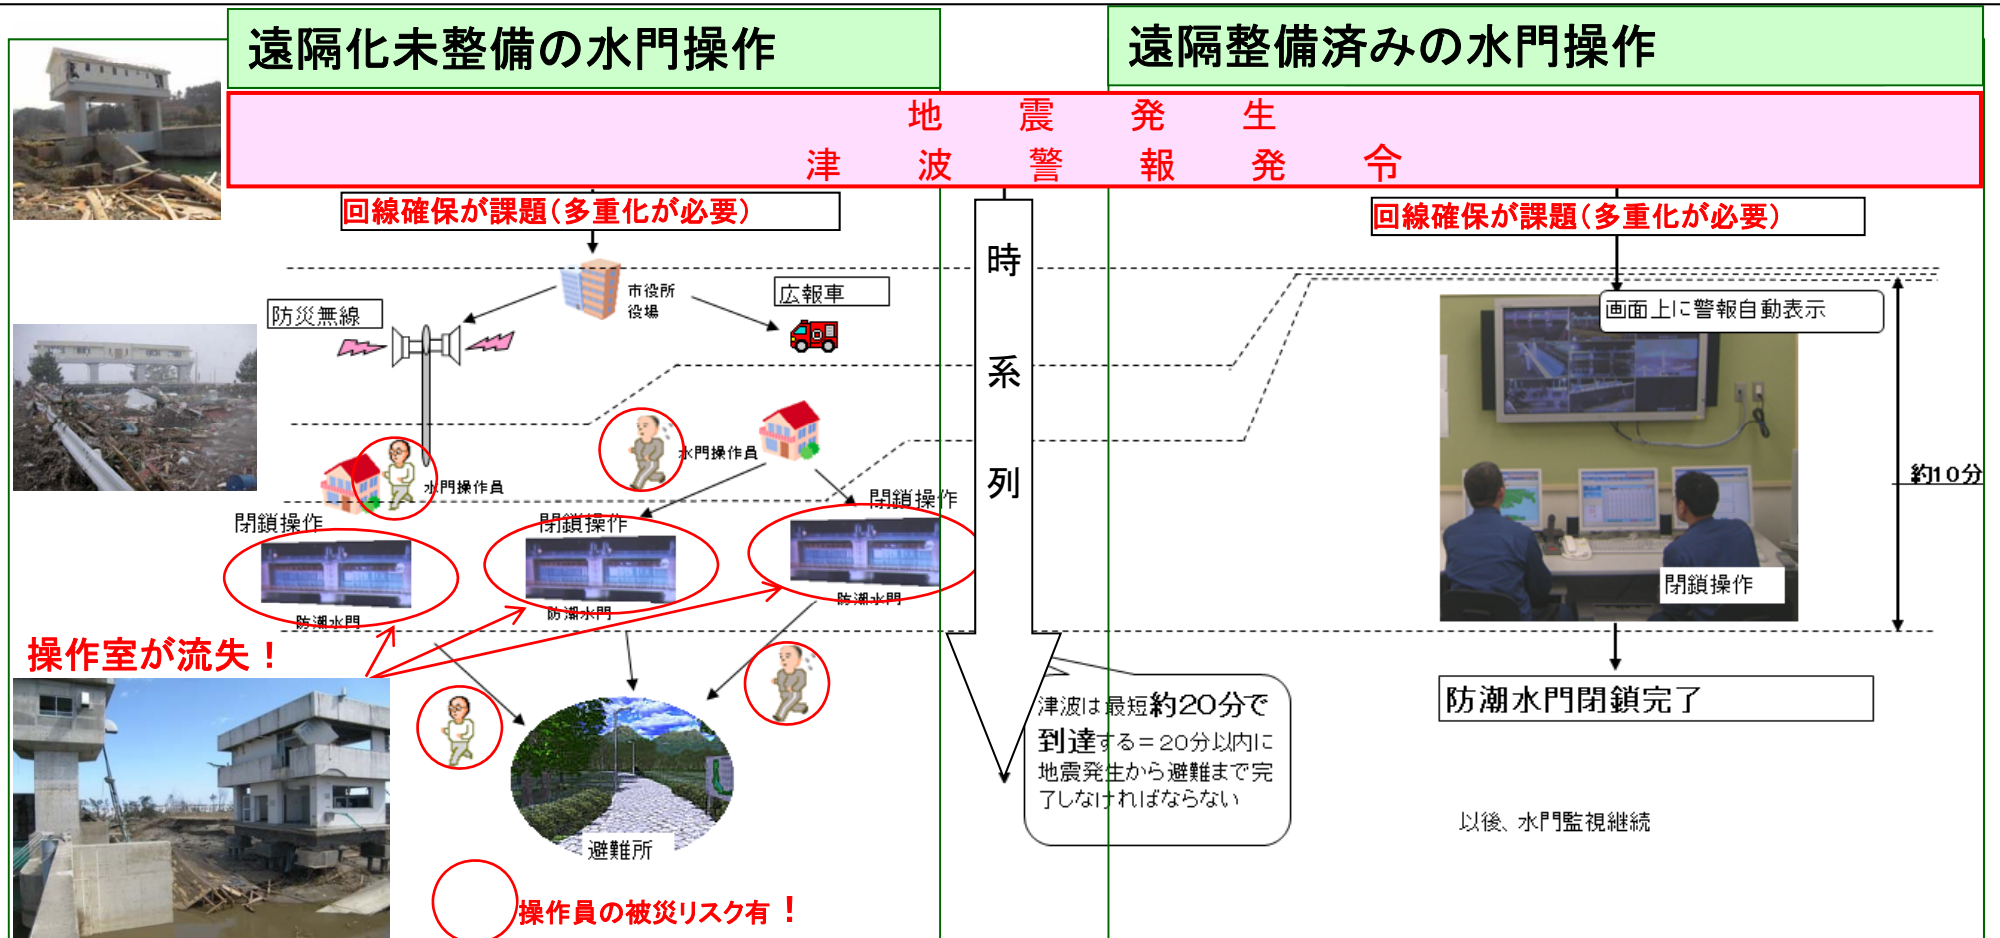 遠隔化未整備の水門操作
遠隔整備済みの水門操作
地震発生
津波警報発令
回線確保が課題(多重化が必要)
回線確保が課題(多重化が必要)
時系列
市役所
役場
防災無線
広報車
画面上に警報自動表示
水門操作員
水門操作員
約10分
閉鎖操作
閉鎖操作
閉鎖操作
閉鎖操作
防潮水門
防潮水門
防潮水門
操作室が流失!
防潮水門閉鎖完了
津波は最短約20分で
到達する=20分以内に
地震発生から避難まで完
了しなければならない
以後、水門監視継続
避難所
操作員の被災リスク有!